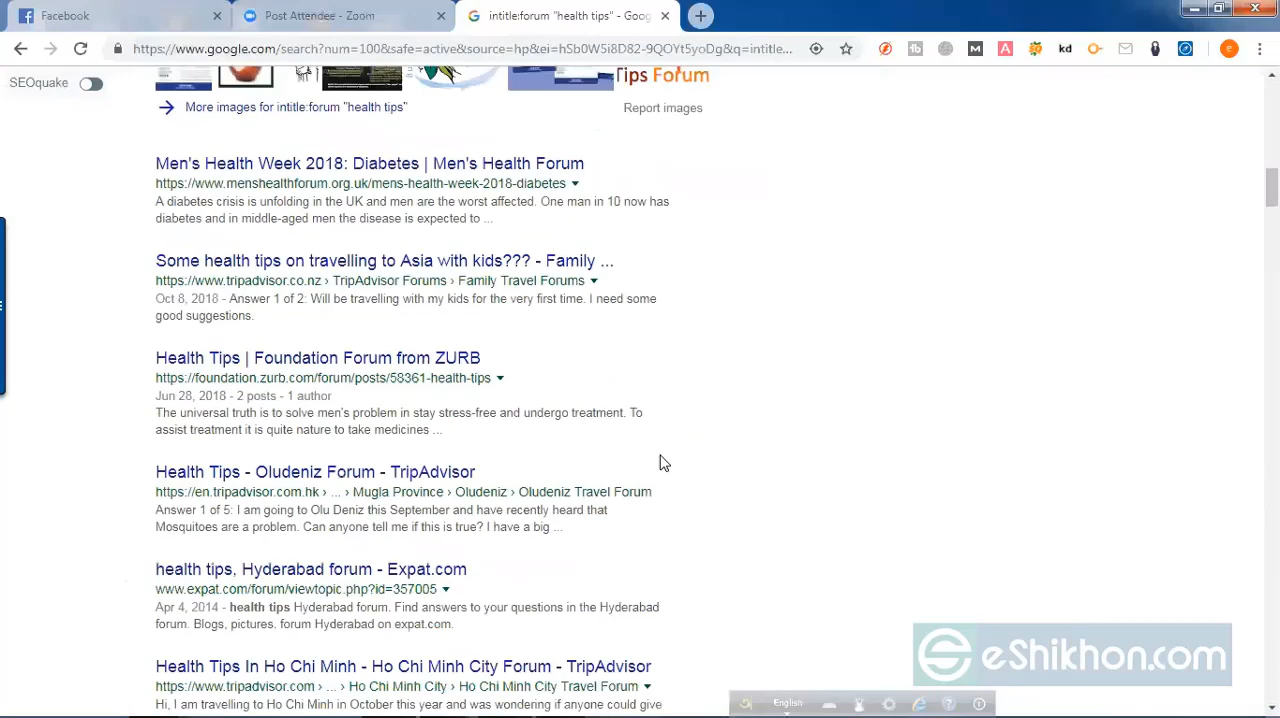 Facebook
Post Attendee - Zoom
intitle:forum "health tips" - Goog
https://www.google.com/search?num=100&safe=active&source=hp&ei=hSb0W5i8D82-9QOYt5yoDg&q=intitle...
SEOquake
Tips Forum
More images for intitle:forum "health tips"
Report images
Men's Health Week 2018: Diabetes | Men's Health Forum
https://www.menshealthforum.org.uk/mens-health-week-2018-diabetes
A diabetes crisis is unfolding in the UK and men are the worst affected. One man in 10 now has
diabetes and in middle-aged men the disease is expected to ...
Some health tips on travelling to Asia with kids??? - Family ...
https://www.tripadvisor.co.nz › TripAdvisor Forums › Family Travel Forums
Oct 8, 2018 - Answer 1 of 2: Will be travelling with my kids for the very first time. I need some
good suggestions.
Health Tips | Foundation Forum from ZURB
https://foundation.zurb.com/forum/posts/58361-health-tips
Jun 28, 2018 - 2 posts - 1 author
The universal truth is to solve men's problem in stay stress-free and undergo treatment. To
assist treatment it is quite nature to take medicines ...
Health Tips - Oludeniz Forum - TripAdvisor
https://en.tripadvisor.com.hk › ... › Mugla Province › Oludeniz › Oludeniz Travel Forum
Answer 1 of 5: I am going to Olu Deniz this September and have recently heard that
Mosquitoes are a problem. Can anyone tell me if this is true? I have a big ...
health tips, Hyderabad forum - Expat.com
www.expat.com/forum/viewtopic.php?id=357005
Apr 4, 2014 - health tips Hyderabad forum. Find answers to your questions in the Hyderabad
forum. Blogs, pictures, forum Hyderabad on expat.com.
Health Tips In Ho Chi Minh - Ho Chi Minh City Forum - TripAdvisor
https://www.tripadvisor.com › ... › Ho Chi Minh City › Ho Chi Minh City Travel Forum
Hi, I am travelling to Ho Chi Minh in October this year and was wondering if anyone could give
eShikhon.com
English